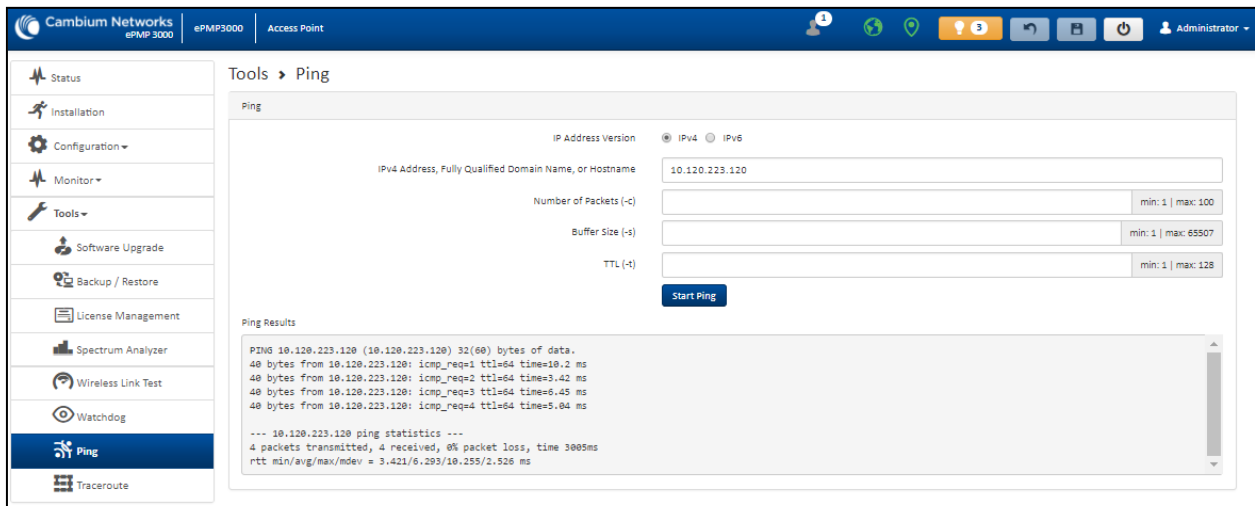 Cambium Networks
ePMP 3000
ePMP3000
Access Point
1
3
Administrator
Status
Installation
Configuration
Monitor
Tools
Software Upgrade
Backup / Restore
License Management
Spectrum Analyzer
Wireless Link Test
Watchdog
Ping
Traceroute
Tools > Ping
Ping
IP Address Version IPv4 IPv6
IPv4 Address, Fully Qualified Domain Name, or Hostname 10.120.223.120
Number of Packets (-c) min: 1 | max: 100
Buffer Size (-s) min: 1 | max: 65507
TTL (-t) min: 1 | max: 128
Start Ping
Ping Results
PING 10.120.223.120 (10.120.223.120) 32(60) bytes of data.
40 bytes from 10.120.223.120: icmp_req=1 ttl=64 time=10.2 ms
40 bytes from 10.120.223.120: icmp_req=2 ttl=64 time=3.42 ms
40 bytes from 10.120.223.120: icmp_req=3 ttl=64 time=6.45 ms
40 bytes from 10.120.223.120: icmp_req=4 ttl=64 time=5.04 ms
--- 10.120.223.120 ping statistics ---
4 packets transmitted, 4 received, 0% packet loss, time 3005ms
rtt min/avg/max/mdev = 3.421/6.293/10.255/2.526 ms